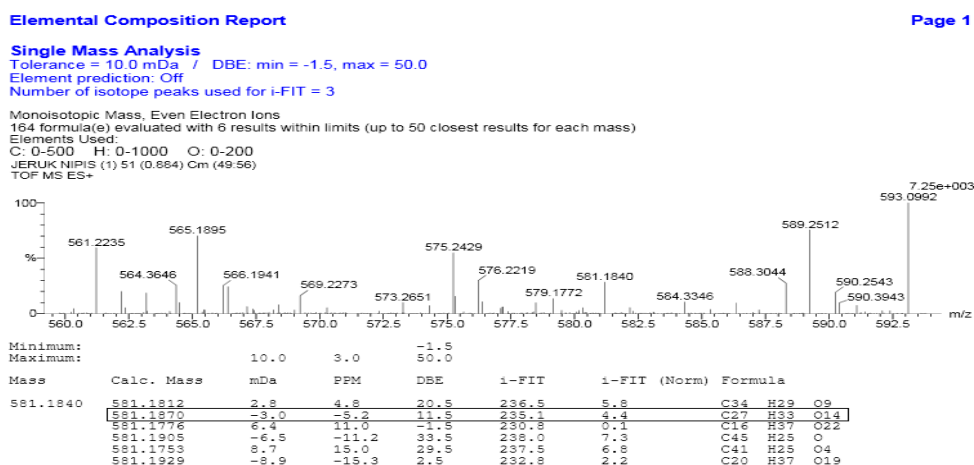 Elemental Composition Report Page 1
Single Mass Analysis
Tolerance = 10.0 mDa / DBE: min = -1.5, max = 50.0
Element prediction: Off
Number of isotope peaks used for i-FIT = 3
Monoisotopic Mass, Even Electron Ions
164 formula(e) evaluated with 6 results within limits (up to 50 closest results for each mass)
Elements Used:
C: 0-500 H: 0-1000 O: 0-200
JERUK NIPIS (1) 51 (0.884) Cm (49:56)
TOF MS ES+
7.25e+003
100
%
0
561.2235
564.3646
565.1895
566.1941
569.2273
573.2651
575.2429
576.2219
579.1772
581.1840
584.3346
588.3044
589.2512
590.2543
590.3943
593.0992
560.0 562.5 565.0 567.5 570.0 572.5 575.0 577.5 580.0 582.5 585.0 587.5 590.0 592.5 m/z
Minimum: -1.5
Maximum: 10.0 3.0 50.0
Mass Calc. Mass mDa PPM DBE i-FIT i-FIT (Norm) Formula
581.1840 581.1812 2.8 4.8 20.5 236.5 5.8 C34 H29 O9
581.1870 -3.0 -5.2 11.5 235.1 4.4 C27 H33 O14
581.1776 6.4 11.0 -1.5 230.8 0.1 C16 H37 O22
581.1905 -6.5 -11.2 33.5 238.0 7.3 C45 H25 O
581.1753 8.7 15.0 29.5 237.5 6.8 C41 H25 O4
581.1929 -8.9 -15.3 2.5 232.8 2.2 C20 H37 O19